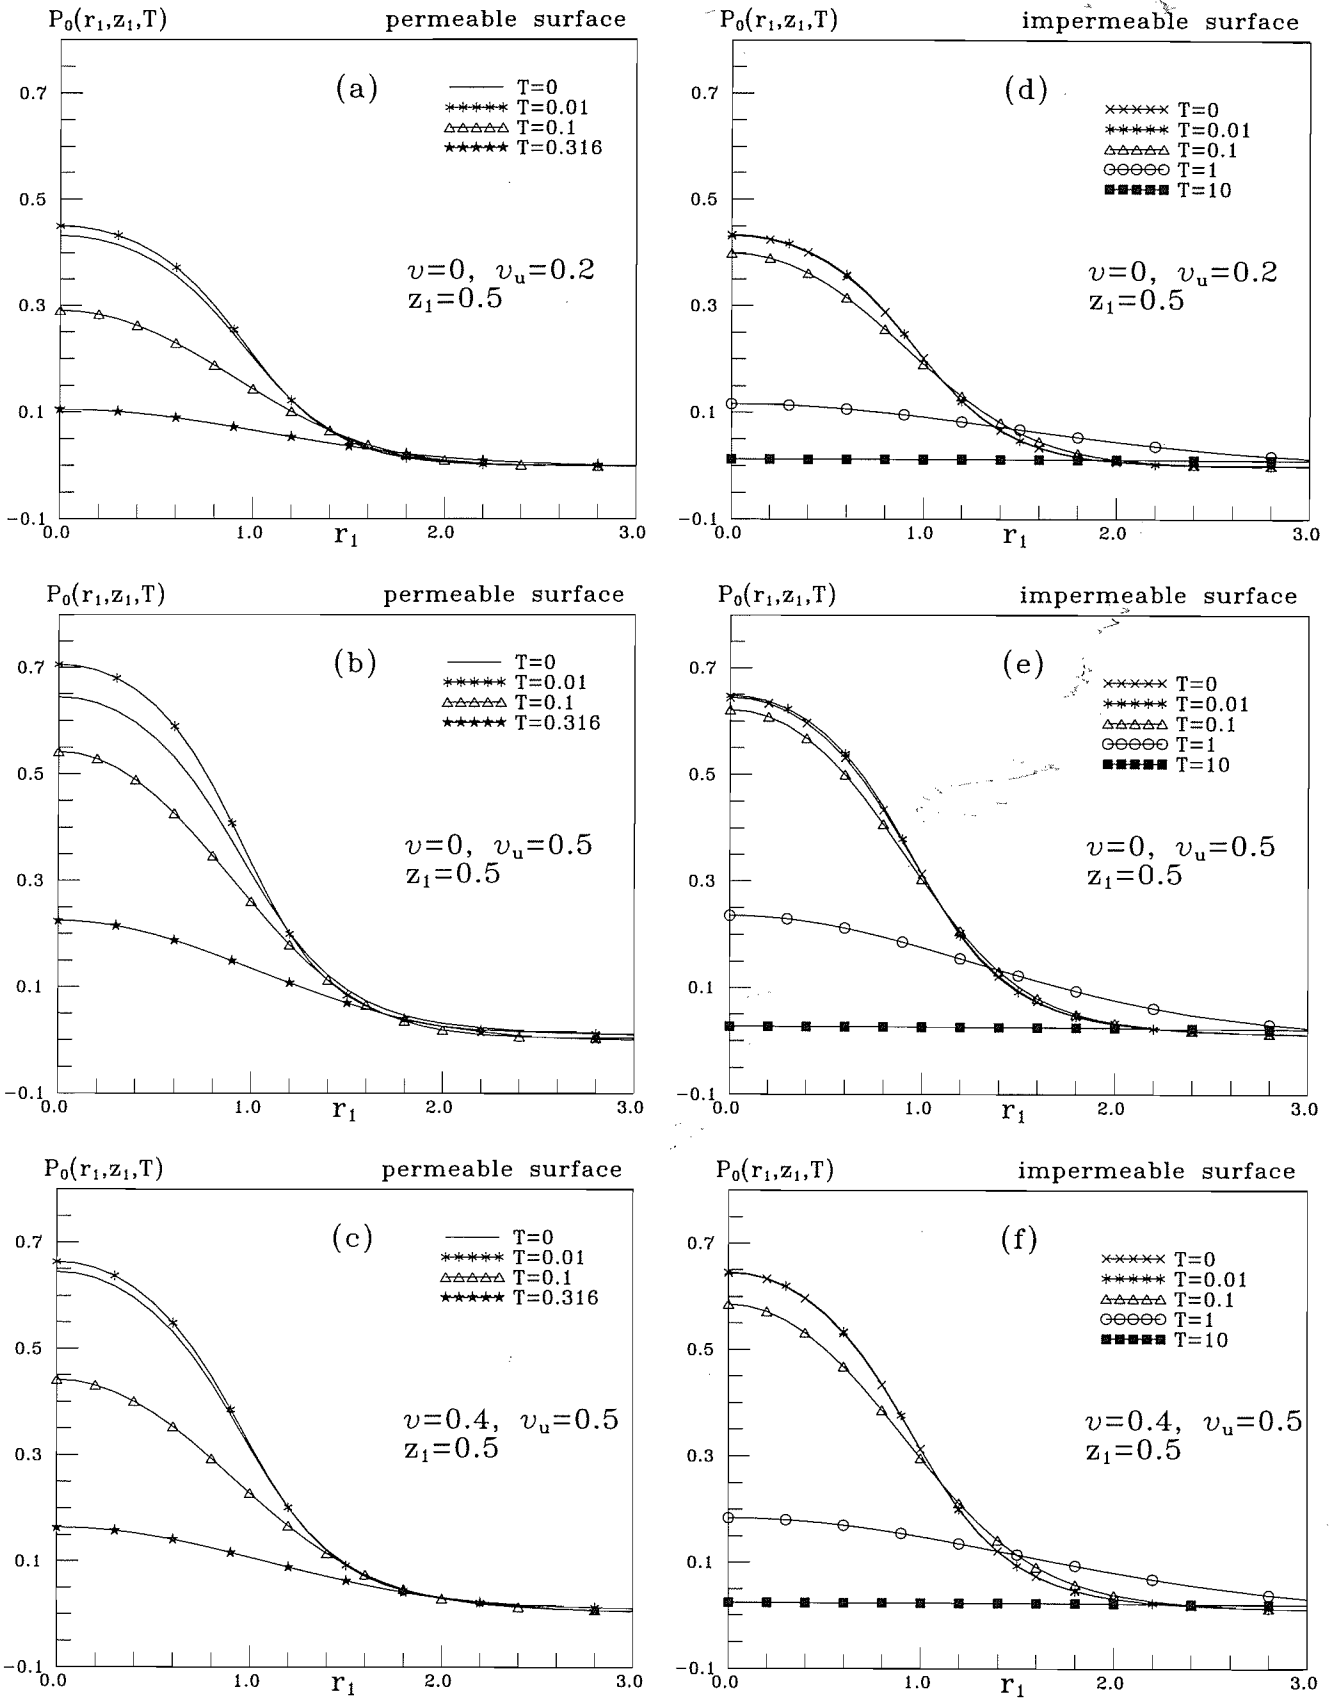 P₀(r₁,z₁,T) permeable surface
(a)
T=0
T=0.01
T=0.1
T=0.316
υ=0, υᵤ=0.2
z₁=0.5
0.7
0.5
0.3
0.1
−0.1
0.0 1.0 2.0 3.0
r₁
P₀(r₁,z₁,T) impermeable surface
(d)
T=0
T=0.01
T=0.1
T=1
T=10
υ=0, υᵤ=0.2
z₁=0.5
0.7
0.5
0.3
0.1
−0.1
0.0 1.0 2.0 3.0
r₁
P₀(r₁,z₁,T) permeable surface
(b)
T=0
T=0.01
T=0.1
T=0.316
υ=0, υᵤ=0.5
z₁=0.5
0.7
0.5
0.3
0.1
−0.1
0.0 1.0 2.0 3.0
r₁
P₀(r₁,z₁,T) impermeable surface
(e)
T=0
T=0.01
T=0.1
T=1
T=10
υ=0, υᵤ=0.5
z₁=0.5
0.7
0.5
0.3
0.1
−0.1
0.0 1.0 2.0 3.0
r₁
P₀(r₁,z₁,T) permeable surface
(c)
T=0
T=0.01
T=0.1
T=0.316
υ=0.4, υᵤ=0.5
z₁=0.5
0.7
0.5
0.3
0.1
−0.1
0.0 1.0 2.0 3.0
r₁
P₀(r₁,z₁,T) impermeable surface
(f)
T=0
T=0.01
T=0.1
T=1
T=10
υ=0.4, υᵤ=0.5
z₁=0.5
0.7
0.5
0.3
0.1
−0.1
0.0 1.0 2.0 3.0
r₁